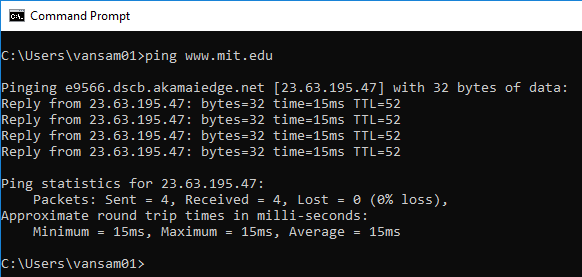 Command Prompt
C:\Users\vansam01>ping www.mit.edu
Pinging e9566.dscb.akamaiedge.net [23.63.195.47] with 32 bytes of data:
Reply from 23.63.195.47: bytes=32 time=15ms TTL=52
Reply from 23.63.195.47: bytes=32 time=15ms TTL=52
Reply from 23.63.195.47: bytes=32 time=15ms TTL=52
Reply from 23.63.195.47: bytes=32 time=15ms TTL=52
Ping statistics for 23.63.195.47:
    Packets: Sent = 4, Received = 4, Lost = 0 (0% loss),
Approximate round trip times in milli-seconds:
    Minimum = 15ms, Maximum = 15ms, Average = 15ms
C:\Users\vansam01>